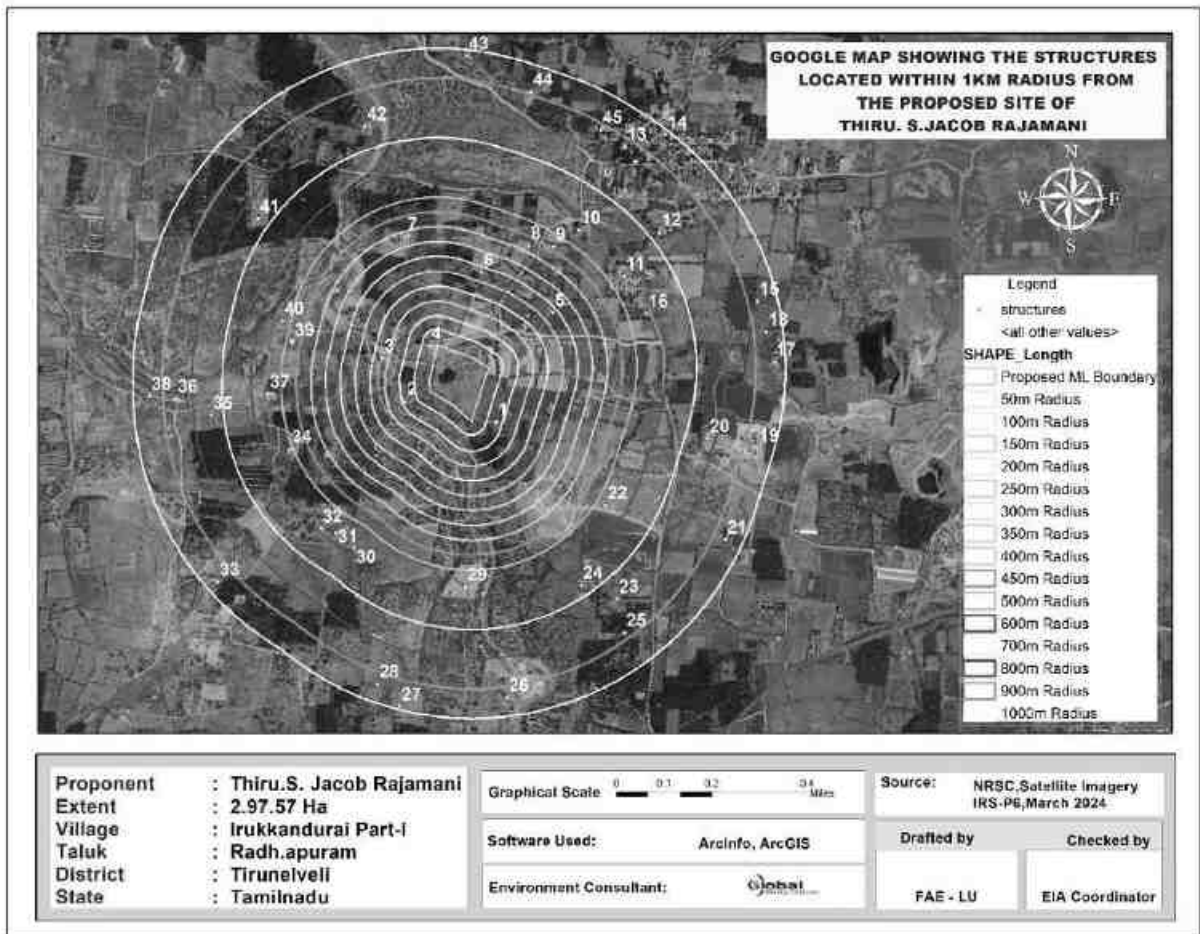 GOOGLE MAP SHOWING THE STRUCTURES
LOCATED WITHIN 1KM RADIUS FROM
THE PROPOSED SITE OF
THIRU. S.JACOB RAJAMANI
N
W E
S
43
44
42
45
14
13
41
10
12
7
8
9
6
11
5
15
16
40
18
39
4
3
17
38
36
37
2
35
1
20
19
34
22
32
31
21
30
33
29
24
23
25
28
27
26
Legend
structures
<all other values>
SHAPE_Length
Proposed ML Boundary
50m Radius
100m Radius
150m Radius
200m Radius
250m Radius
300m Radius
350m Radius
400m Radius
450m Radius
500m Radius
600m Radius
700m Radius
800m Radius
900m Radius
1000m Radius
Proponent : Thiru.S. Jacob Rajamani
Extent : 2.97.57 Ha
Village : Irukkandurai Part-I
Taluk : Radh.apuram
District : Tirunelveli
State : Tamilnadu
Graphical Scale 0 0.1 0.2 0.4 Miles
Software Used: ArcInfo, ArcGIS
Environment Consultant: Global
Source: NRSC,Satellite Imagery
IRS-P6,March 2024
Drafted by Checked by
FAE - LU EIA Coordinator